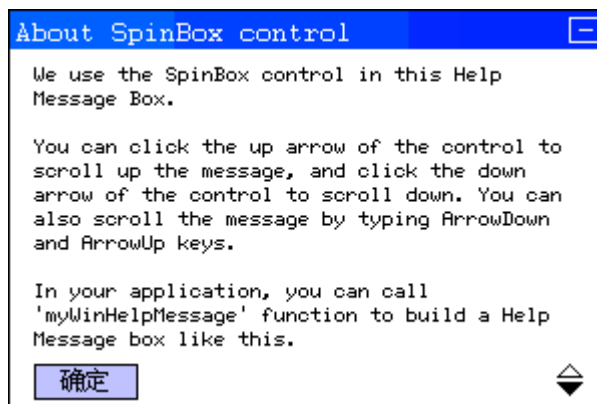 About SpinBox control
We use the SpinBox control in this Help
Message Box.
You can click the up arrow of the control to
scroll up the message, and click the down
arrow of the control to scroll down. You can
also scroll the message by typing ArrowDown
and ArrowUp keys.
In your application, you can call
'myWinHelpMessage' function to build a Help
Message box like this.
确定